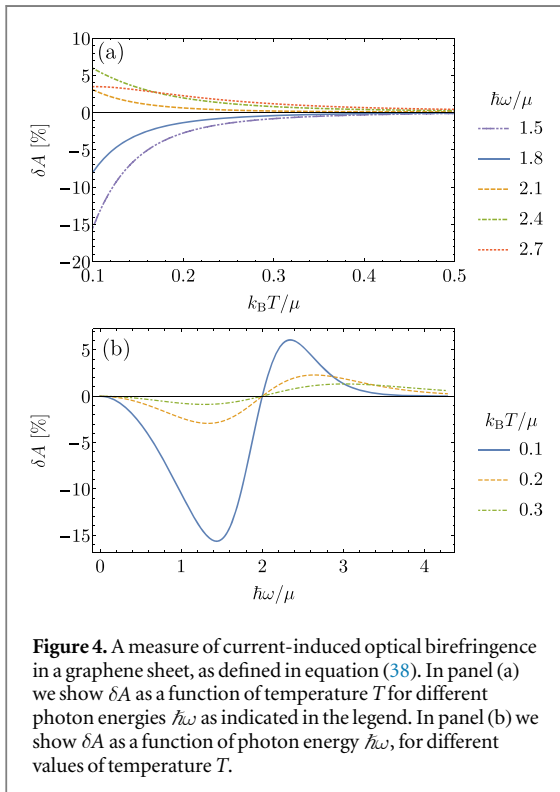 (a)
10
5
0
−5
−10
−15
−20
δA [%]
0.1 0.2 0.3 0.4 0.5
k_BT/μ
ħω/μ
1.5
1.8
2.1
2.4
2.7
(b)
5
0
−5
−10
−15
δA [%]
0 1 2 3 4
ħω/μ
k_BT/μ
0.1
0.2
0.3
Figure 4. A measure of current-induced optical birefringence
in a graphene sheet, as defined in equation (38). In panel (a)
we show δA as a function of temperature T for different
photon energies ħω as indicated in the legend. In panel (b) we
show δA as a function of photon energy ħω, for different
values of temperature T.